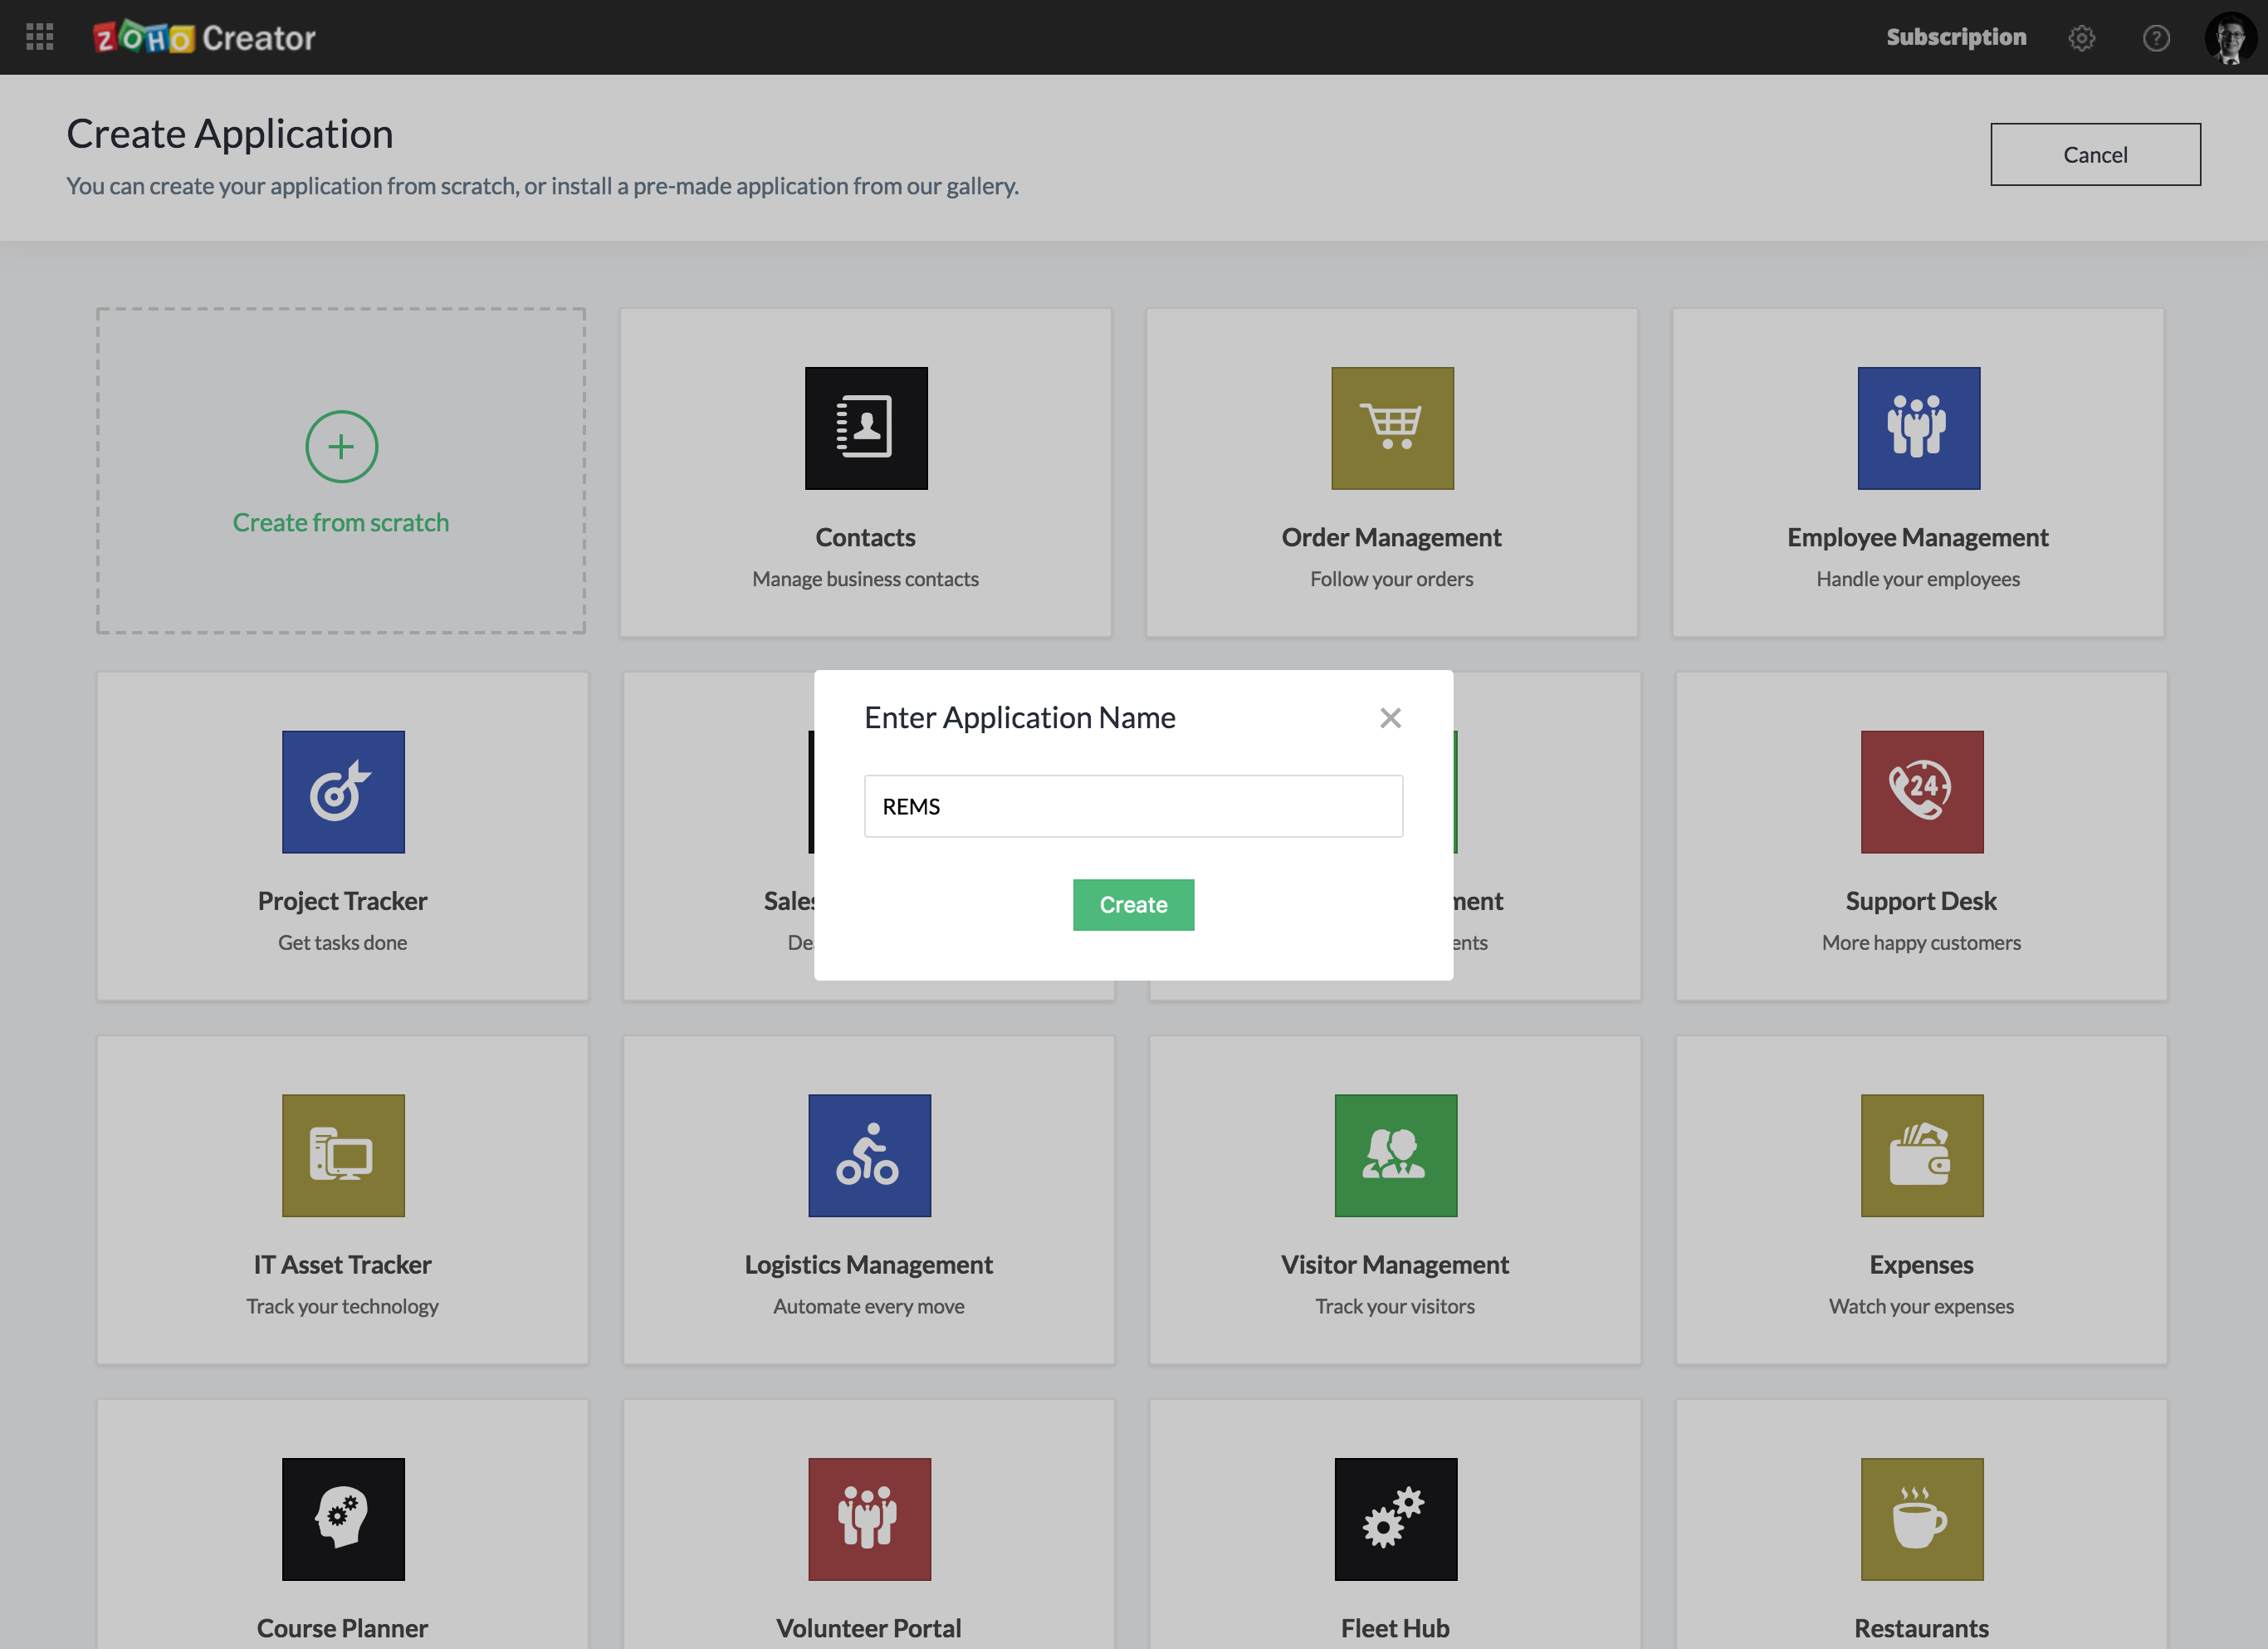 ZOHO Creator
Subscription
Create Application
You can create your application from scratch, or install a pre-made application from our gallery.
Cancel
Create from scratch
Contacts
Manage business contacts
Order Management
Follow your orders
Employee Management
Handle your employees
Enter Application Name
REMS
Create
Project Tracker
Get tasks done
Support Desk
More happy customers
24
IT Asset Tracker
Track your technology
Logistics Management
Automate every move
Visitor Management
Track your visitors
Expenses
Watch your expenses
Course Planner
Volunteer Portal
Fleet Hub
Restaurants